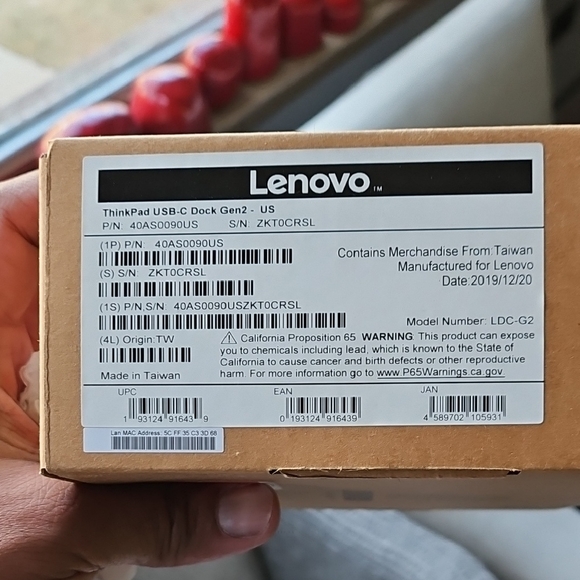 Lenovo™
ThinkPad USB-C Dock Gen2 - US
P/N: 40AS0090US S/N: ZKT0CRSL
(1P) P/N: 40AS0090US
(S) S/N: ZKT0CRSL
(1S) P/N,S/N: 40AS0090USZKT0CRSL
(4L) Origin:TW
Made in Taiwan
Contains Merchandise From:Taiwan
Manufactured for Lenovo
Date:2019/12/20
Model Number: LDC-G2
⚠ California Proposition 65 WARNING This product can expose
you to chemicals including lead, which is known to the State of
California to cause cancer and birth defects or other reproductive
harm. For more information go to www.P65Warnings.ca.gov.
UPC
1 93124 91643 9
EAN
0 193124 916439
JAN
4 589702 105931
Lan MAC Address: 5C FF 35 C3 3D 68